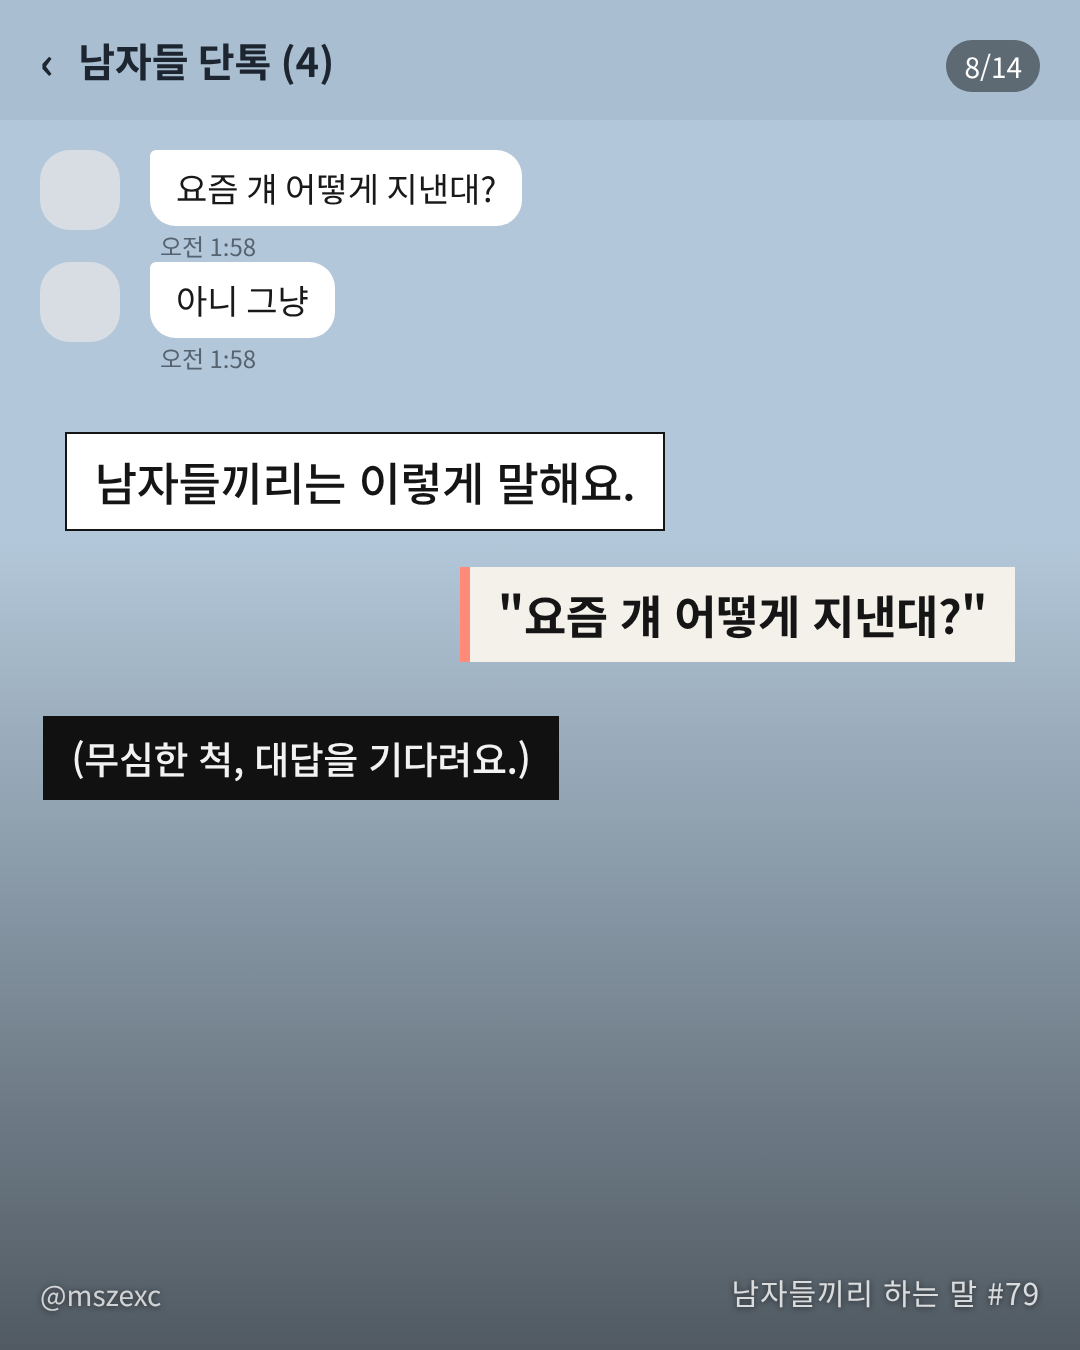 ‹ 남자들 단톡 (4)
8/14
요즘 걔 어떻게 지낸대?
오전 1:58
아니 그냥
오전 1:58
남자들끼리는 이렇게 말해요.
"요즘 걔 어떻게 지낸대?"
(무심한 척, 대답을 기다려요.)
@mszexc
남자들끼리 하는 말 #79